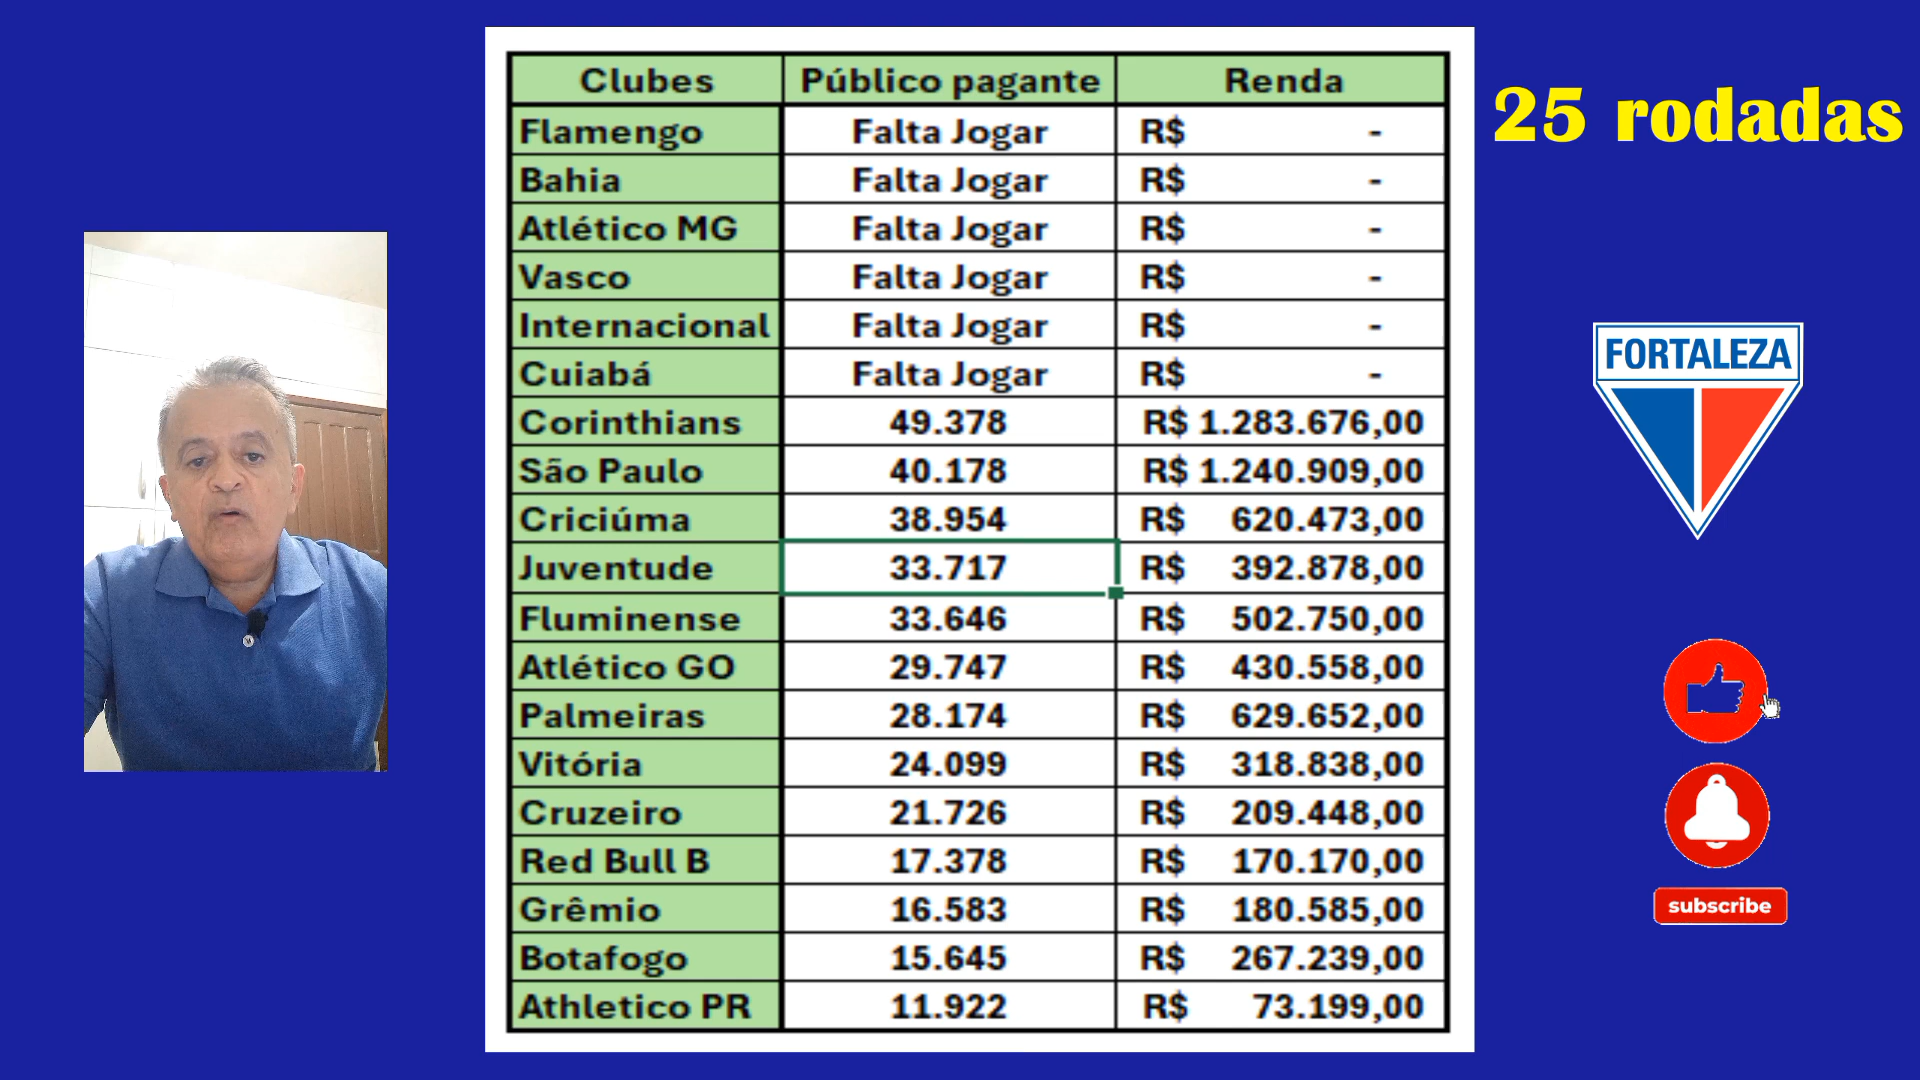 Clubes Público pagante Renda
Flamengo Falta Jogar R$ -
Bahia Falta Jogar R$ -
Atlético MG Falta Jogar R$ -
Vasco Falta Jogar R$ -
Internacional Falta Jogar R$ -
Cuiabá Falta Jogar R$ -
Corinthians 49.378 R$ 1.283.676,00
São Paulo 40.178 R$ 1.240.909,00
Criciúma 38.954 R$ 620.473,00
Juventude 33.717 R$ 392.878,00
Fluminense 33.646 R$ 502.750,00
Atlético GO 29.747 R$ 430.558,00
Palmeiras 28.174 R$ 629.652,00
Vitória 24.099 R$ 318.838,00
Cruzeiro 21.726 R$ 209.448,00
Red Bull B 17.378 R$ 170.170,00
Grêmio 16.583 R$ 180.585,00
Botafogo 15.645 R$ 267.239,00
Athletico PR 11.922 R$ 73.199,00
25 rodadas
FORTALEZA
subscribe